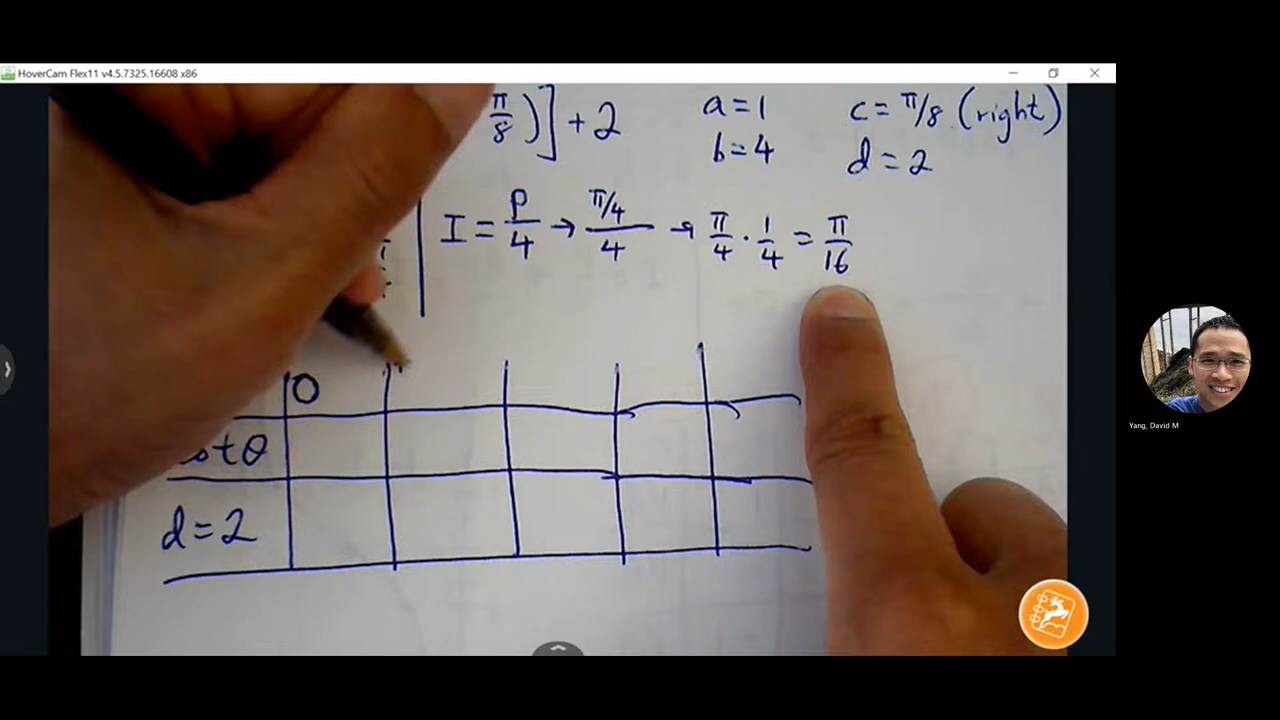 HoverCam Flex11 v4.5.7325.16608 x86
π/8)] + 2
a = 1
c = π/8 (right)
b = 4
d = 2
I = P/4 → π/4/4 → π/4 · 1/4 = π/16
0
θ
d = 2
Yang, David M